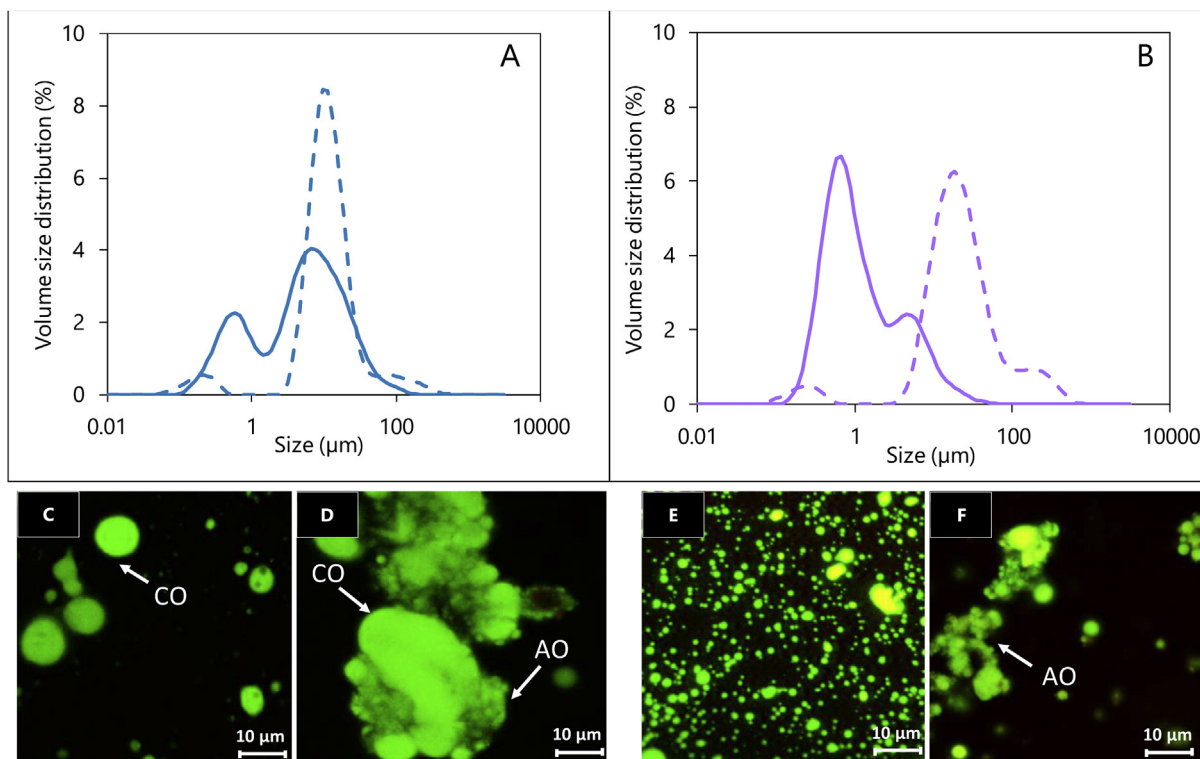 A
Volume size distribution (%)
10
8
6
4
2
0
0.01
1
100
10000
Size (µm)
B
Volume size distribution (%)
10
8
6
4
2
0
0.01
1
100
10000
Size (µm)
C
CO
10 µm
D
CO
AO
10 µm
E
10 µm
F
AO
10 µm